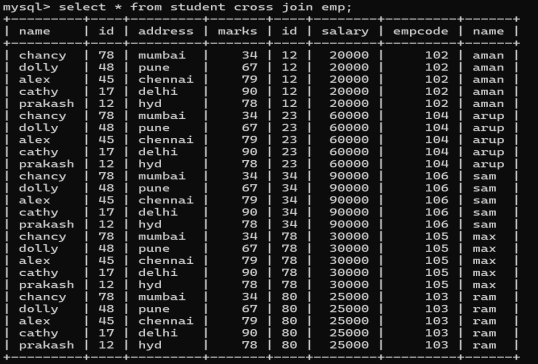 mysql> select * from student cross join emp;
+---------+----+---------+-------+----+--------+---------+------+
| name    | id | address | marks | id | salary | empcode | name |
+---------+----+---------+-------+----+--------+---------+------+
| chancy  | 78 | mumbai  |    34 | 12 |  20000 |     102 | aman |
| dolly   | 48 | pune    |    67 | 12 |  20000 |     102 | aman |
| alex    | 45 | chennai |    79 | 12 |  20000 |     102 | aman |
| cathy   | 17 | delhi   |    90 | 12 |  20000 |     102 | aman |
| prakash | 12 | hyd     |    78 | 12 |  20000 |     102 | aman |
| chancy  | 78 | mumbai  |    34 | 23 |  60000 |     104 | arup |
| dolly   | 48 | pune    |    67 | 23 |  60000 |     104 | arup |
| alex    | 45 | chennai |    79 | 23 |  60000 |     104 | arup |
| cathy   | 17 | delhi   |    90 | 23 |  60000 |     104 | arup |
| prakash | 12 | hyd     |    78 | 23 |  60000 |     104 | arup |
| chancy  | 78 | mumbai  |    34 | 34 |  90000 |     106 | sam  |
| dolly   | 48 | pune    |    67 | 34 |  90000 |     106 | sam  |
| alex    | 45 | chennai |    79 | 34 |  90000 |     106 | sam  |
| cathy   | 17 | delhi   |    90 | 34 |  90000 |     106 | sam  |
| prakash | 12 | hyd     |    78 | 34 |  90000 |     106 | sam  |
| chancy  | 78 | mumbai  |    34 | 78 |  30000 |     105 | max  |
| dolly   | 48 | pune    |    67 | 78 |  30000 |     105 | max  |
| alex    | 45 | chennai |    79 | 78 |  30000 |     105 | max  |
| cathy   | 17 | delhi   |    90 | 78 |  30000 |     105 | max  |
| prakash | 12 | hyd     |    78 | 78 |  30000 |     105 | max  |
| chancy  | 78 | mumbai  |    34 | 80 |  25000 |     103 | ram  |
| dolly   | 48 | pune    |    67 | 80 |  25000 |     103 | ram  |
| alex    | 45 | chennai |    79 | 80 |  25000 |     103 | ram  |
| cathy   | 17 | delhi   |    90 | 80 |  25000 |     103 | ram  |
| prakash | 12 | hyd     |    78 | 80 |  25000 |     103 | ram  |
+---------+----+---------+-------+----+--------+---------+------+